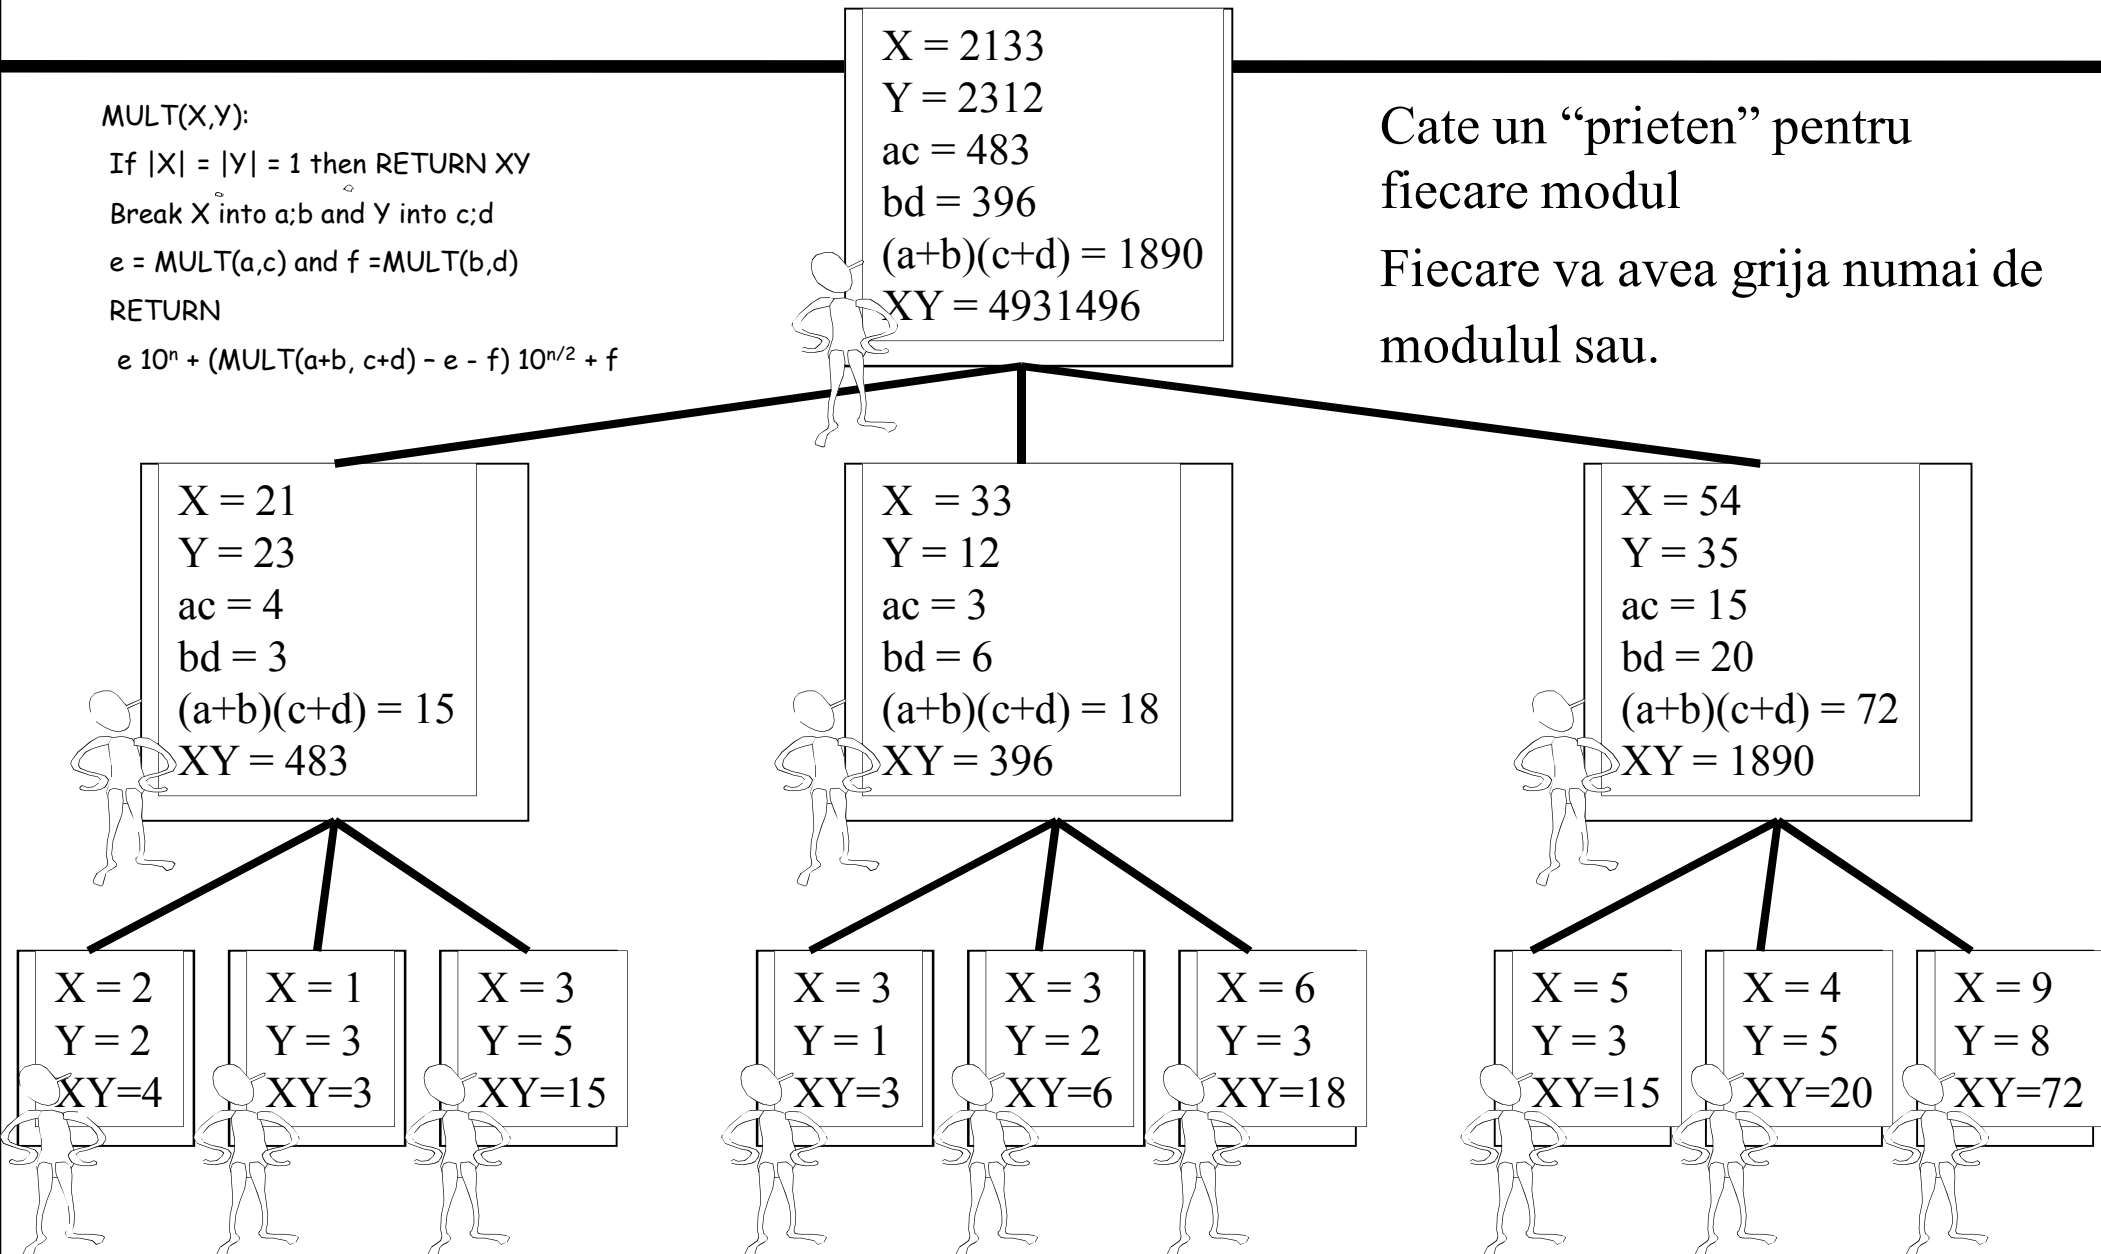 X = 2133
Y = 2312
ac = 483
bd = 396
(a+b)(c+d) = 1890
XY = 4931496
MULT(X,Y):
If |X| = |Y| = 1 then RETURN XY
Break X into a;b and Y into c;d
e = MULT(a,c) and f =MULT(b,d)
RETURN
e 10ⁿ + (MULT(a+b, c+d) – e - f) 10ⁿ/² + f
Cate un “prieten” pentru
fiecare modul
Fiecare va avea grija numai de
modulul sau.
X = 21
Y = 23
ac = 4
bd = 3
(a+b)(c+d) = 15
XY = 483
X = 33
Y = 12
ac = 3
bd = 6
(a+b)(c+d) = 18
XY = 396
X = 54
Y = 35
ac = 15
bd = 20
(a+b)(c+d) = 72
XY = 1890
X = 2
Y = 2
XY=4
X = 1
Y = 3
XY=3
X = 3
Y = 5
XY=15
X = 3
Y = 1
XY=3
X = 3
Y = 2
XY=6
X = 6
Y = 3
XY=18
X = 5
Y = 3
XY=15
X = 4
Y = 5
XY=20
X = 9
Y = 8
XY=72